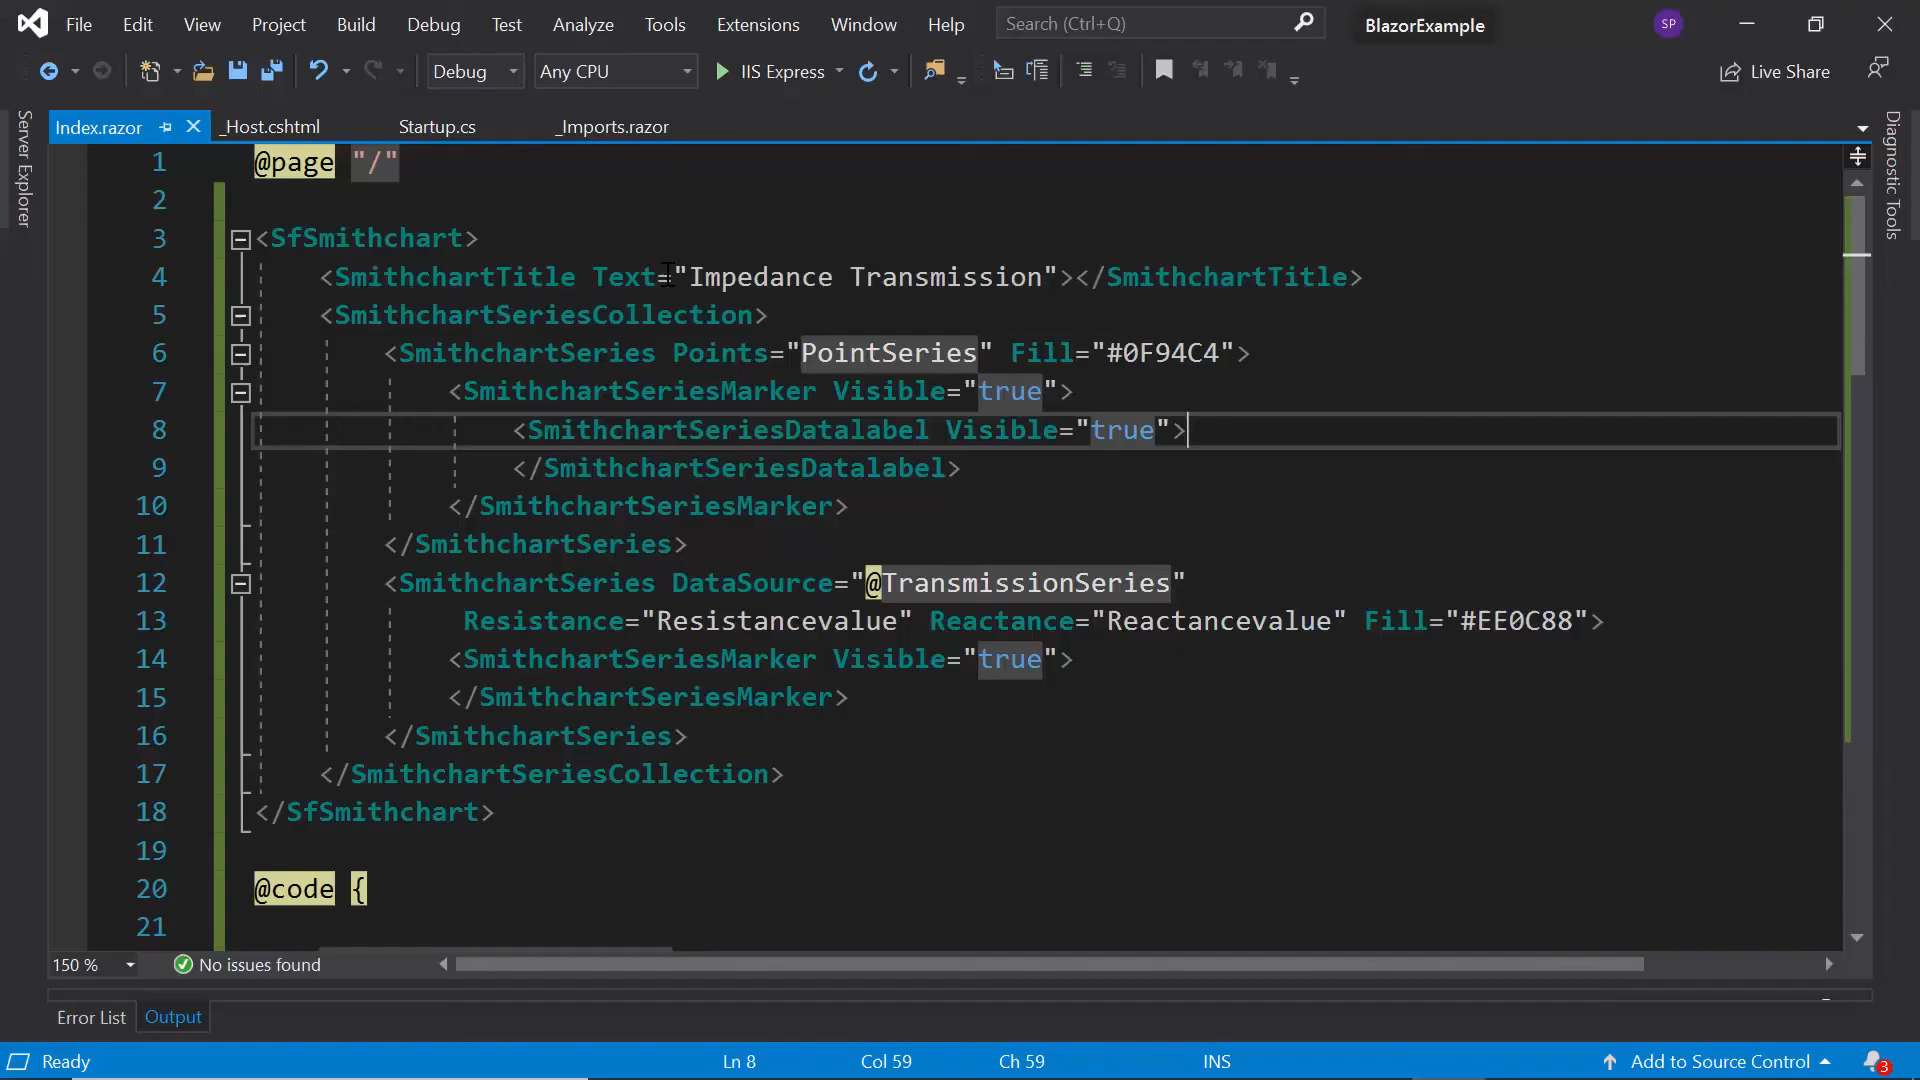 File Edit View Project Build Debug Test Analyze Tools Extensions Window Help Search (Ctrl+Q) BlazorExample SP
Debug Any CPU IIS Express Live Share
Server Explorer
Diagnostic Tools
Index.razor _Host.cshtml Startup.cs _Imports.razor
1 @page "/"
2
3 <SfSmithchart>
4 <SmithchartTitle Text="Impedance Transmission"></SmithchartTitle>
5 <SmithchartSeriesCollection>
6 <SmithchartSeries Points="PointSeries" Fill="#0F94C4">
7 <SmithchartSeriesMarker Visible="true">
8 <SmithchartSeriesDatalabel Visible="true">
9 </SmithchartSeriesDatalabel>
10 </SmithchartSeriesMarker>
11 </SmithchartSeries>
12 <SmithchartSeries DataSource="@TransmissionSeries"
13 Resistance="Resistancevalue" Reactance="Reactancevalue" Fill="#EE0C88">
14 <SmithchartSeriesMarker Visible="true">
15 </SmithchartSeriesMarker>
16 </SmithchartSeries>
17 </SmithchartSeriesCollection>
18 </SfSmithchart>
19
20 @code {
21
150 % No issues found
Error List Output
Ready Ln 8 Col 59 Ch 59 INS Add to Source Control 3